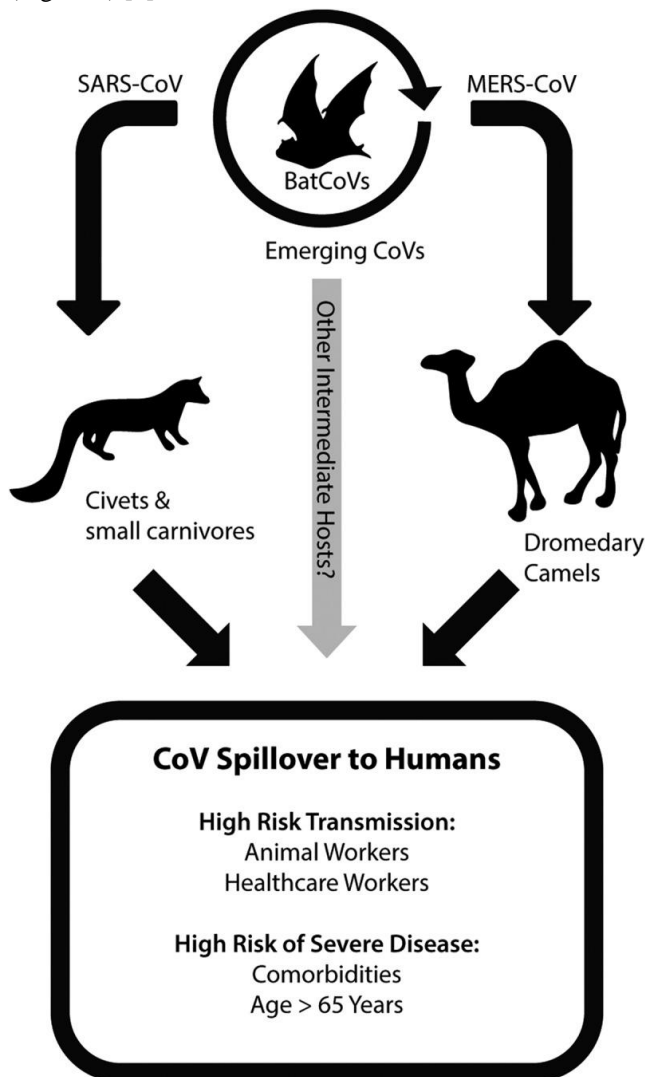 SARS-CoV
MERS-CoV
BatCoVs
Emerging CoVs
Other Intermediate Hosts?
Civets &
small carnivores
Dromedary
Camels
CoV Spillover to Humans
High Risk Transmission:
Animal Workers
Healthcare Workers
High Risk of Severe Disease:
Comorbidities
Age > 65 Years